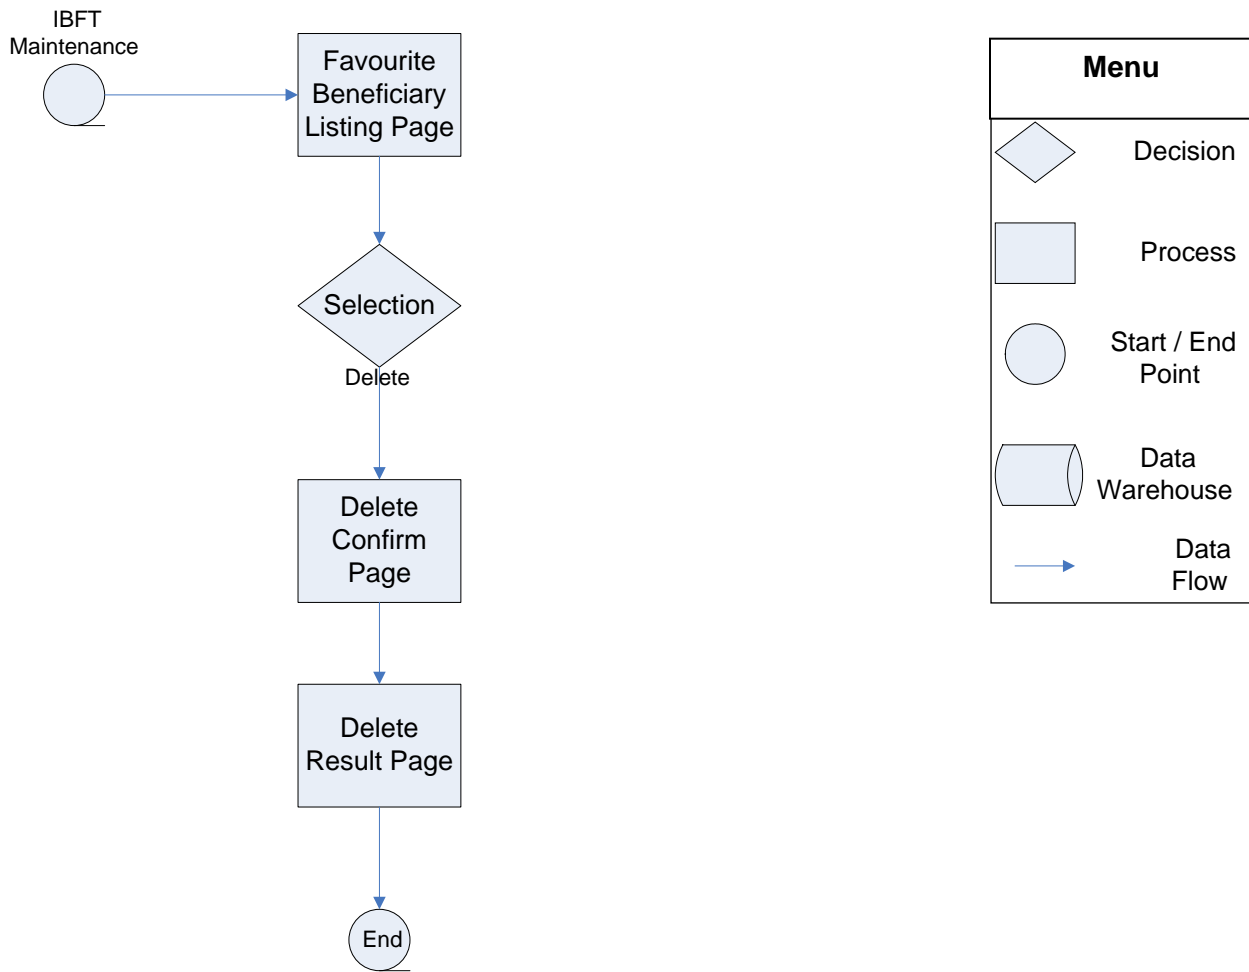 IBFT
Maintenance
Favourite
Beneficiary
Listing Page
Selection
Delete
Delete
Confirm
Page
Delete
Result Page
End
Menu
Decision
Process
Start / End
Point
Data
Warehouse
Data
Flow